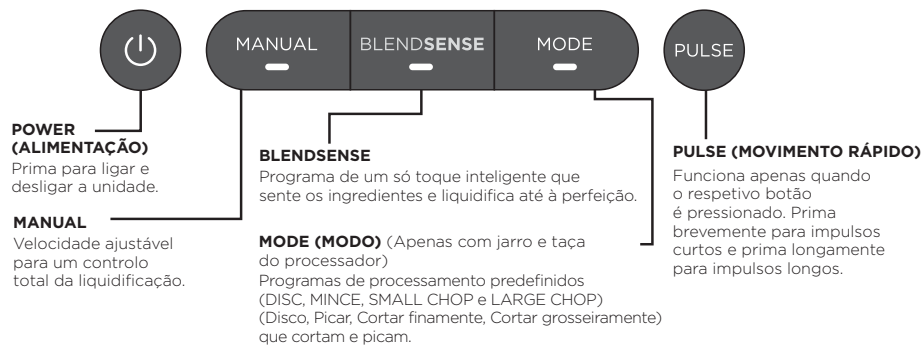 MANUAL
BLENDSENSE
MODE
PULSE
POWER
(ALIMENTAÇÃO)
Prima para ligar e
desligar a unidade.
MANUAL
Velocidade ajustável
para um controlo
total da liquidificação.
BLENDSENSE
Programa de um só toque inteligente que
sente os ingredientes e liquidifica até à perfeição.
MODE (MODO) (Apenas com jarro e taça
do processador)
Programas de processamento predefinidos
(DISC, MINCE, SMALL CHOP e LARGE CHOP)
(Disco, Picar, Cortar finamente, Cortar grosseiramente)
que cortam e picam.
PULSE (MOVIMENTO RÁPIDO)
Funciona apenas quando
o respetivo botão
é pressionado. Prima
brevemente para impulsos
curtos e prima longamente
para impulsos longos.